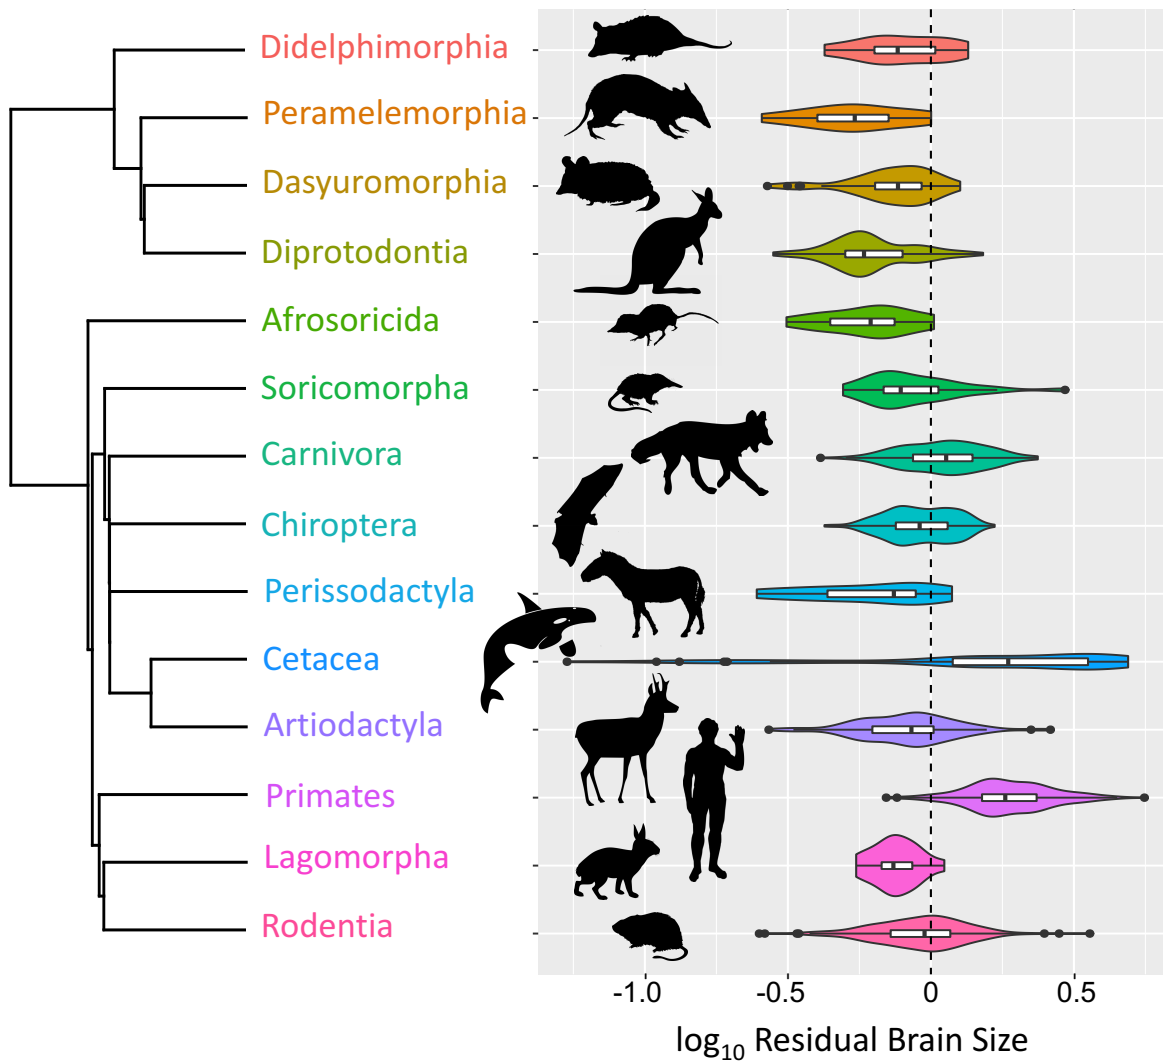 Didelphimorphia
Peramelemorphia
Dasyuromorphia
Diprotodontia
Afrosoricida
Soricomorpha
Carnivora
Chiroptera
Perissodactyla
Cetacea
Artiodactyla
Primates
Lagomorpha
Rodentia
-1.0 -0.5 0 0.5
log₁₀ Residual Brain Size